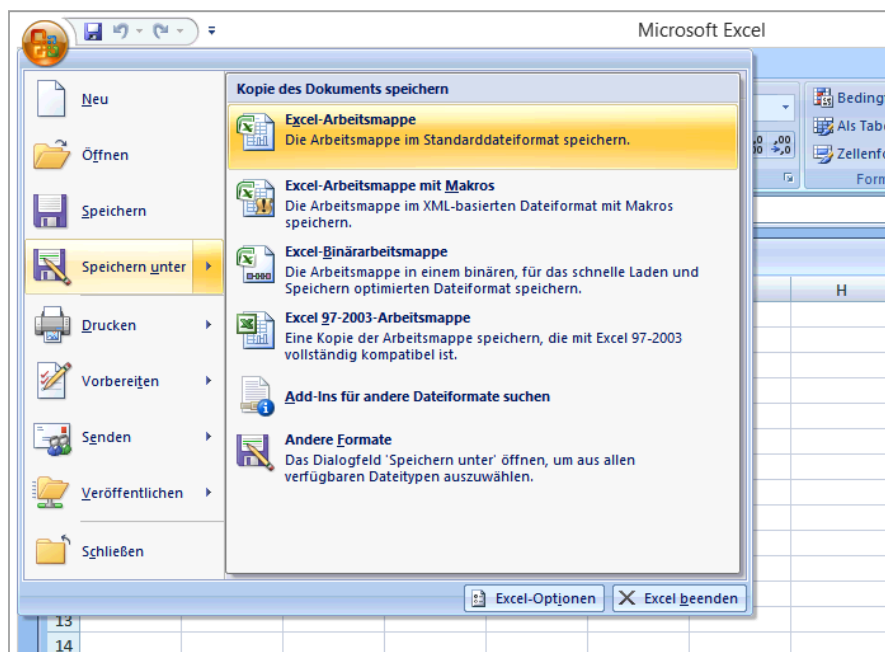 Microsoft Excel
Neu
Öffnen
Speichern
Speichern unter
Drucken
Vorbereiten
Senden
Veröffentlichen
Schließen
Kopie des Dokuments speichern
Excel-Arbeitsmappe
Die Arbeitsmappe im Standarddateiformat speichern.
Excel-Arbeitsmappe mit Makros
Die Arbeitsmappe im XML-basierten Dateiformat mit Makros
speichern.
Excel-Binärarbeitsmappe
Die Arbeitsmappe in einem binären, für das schnelle Laden und
Speichern optimierten Dateiformat speichern.
Excel 97-2003-Arbeitsmappe
Eine Kopie der Arbeitsmappe speichern, die mit Excel 97-2003
vollständig kompatibel ist.
Add-Ins für andere Dateiformate suchen
Andere Formate
Das Dialogfeld 'Speichern unter' öffnen, um aus allen
verfügbaren Dateitypen auszuwählen.
Excel-Optionen
Excel beenden
Beding
Als Tab
Zellenf
Forn
H
13
14